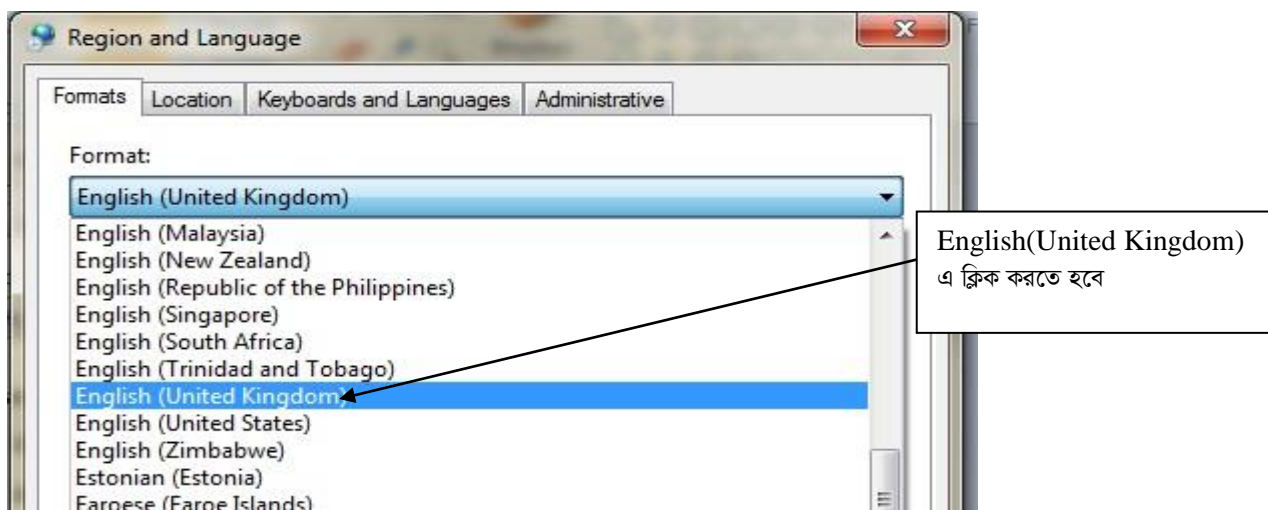 Region and Language
Formats Location Keyboards and Languages Administrative
Format:
English (United Kingdom)
English (Malaysia)
English (New Zealand)
English (Republic of the Philippines)
English (Singapore)
English (South Africa)
English (Trinidad and Tobago)
English (United Kingdom)
English (United States)
English (Zimbabwe)
Estonian (Estonia)
Faroese (Faroe Islands)
English(United Kingdom)
এ ক্লিক করতে হবে